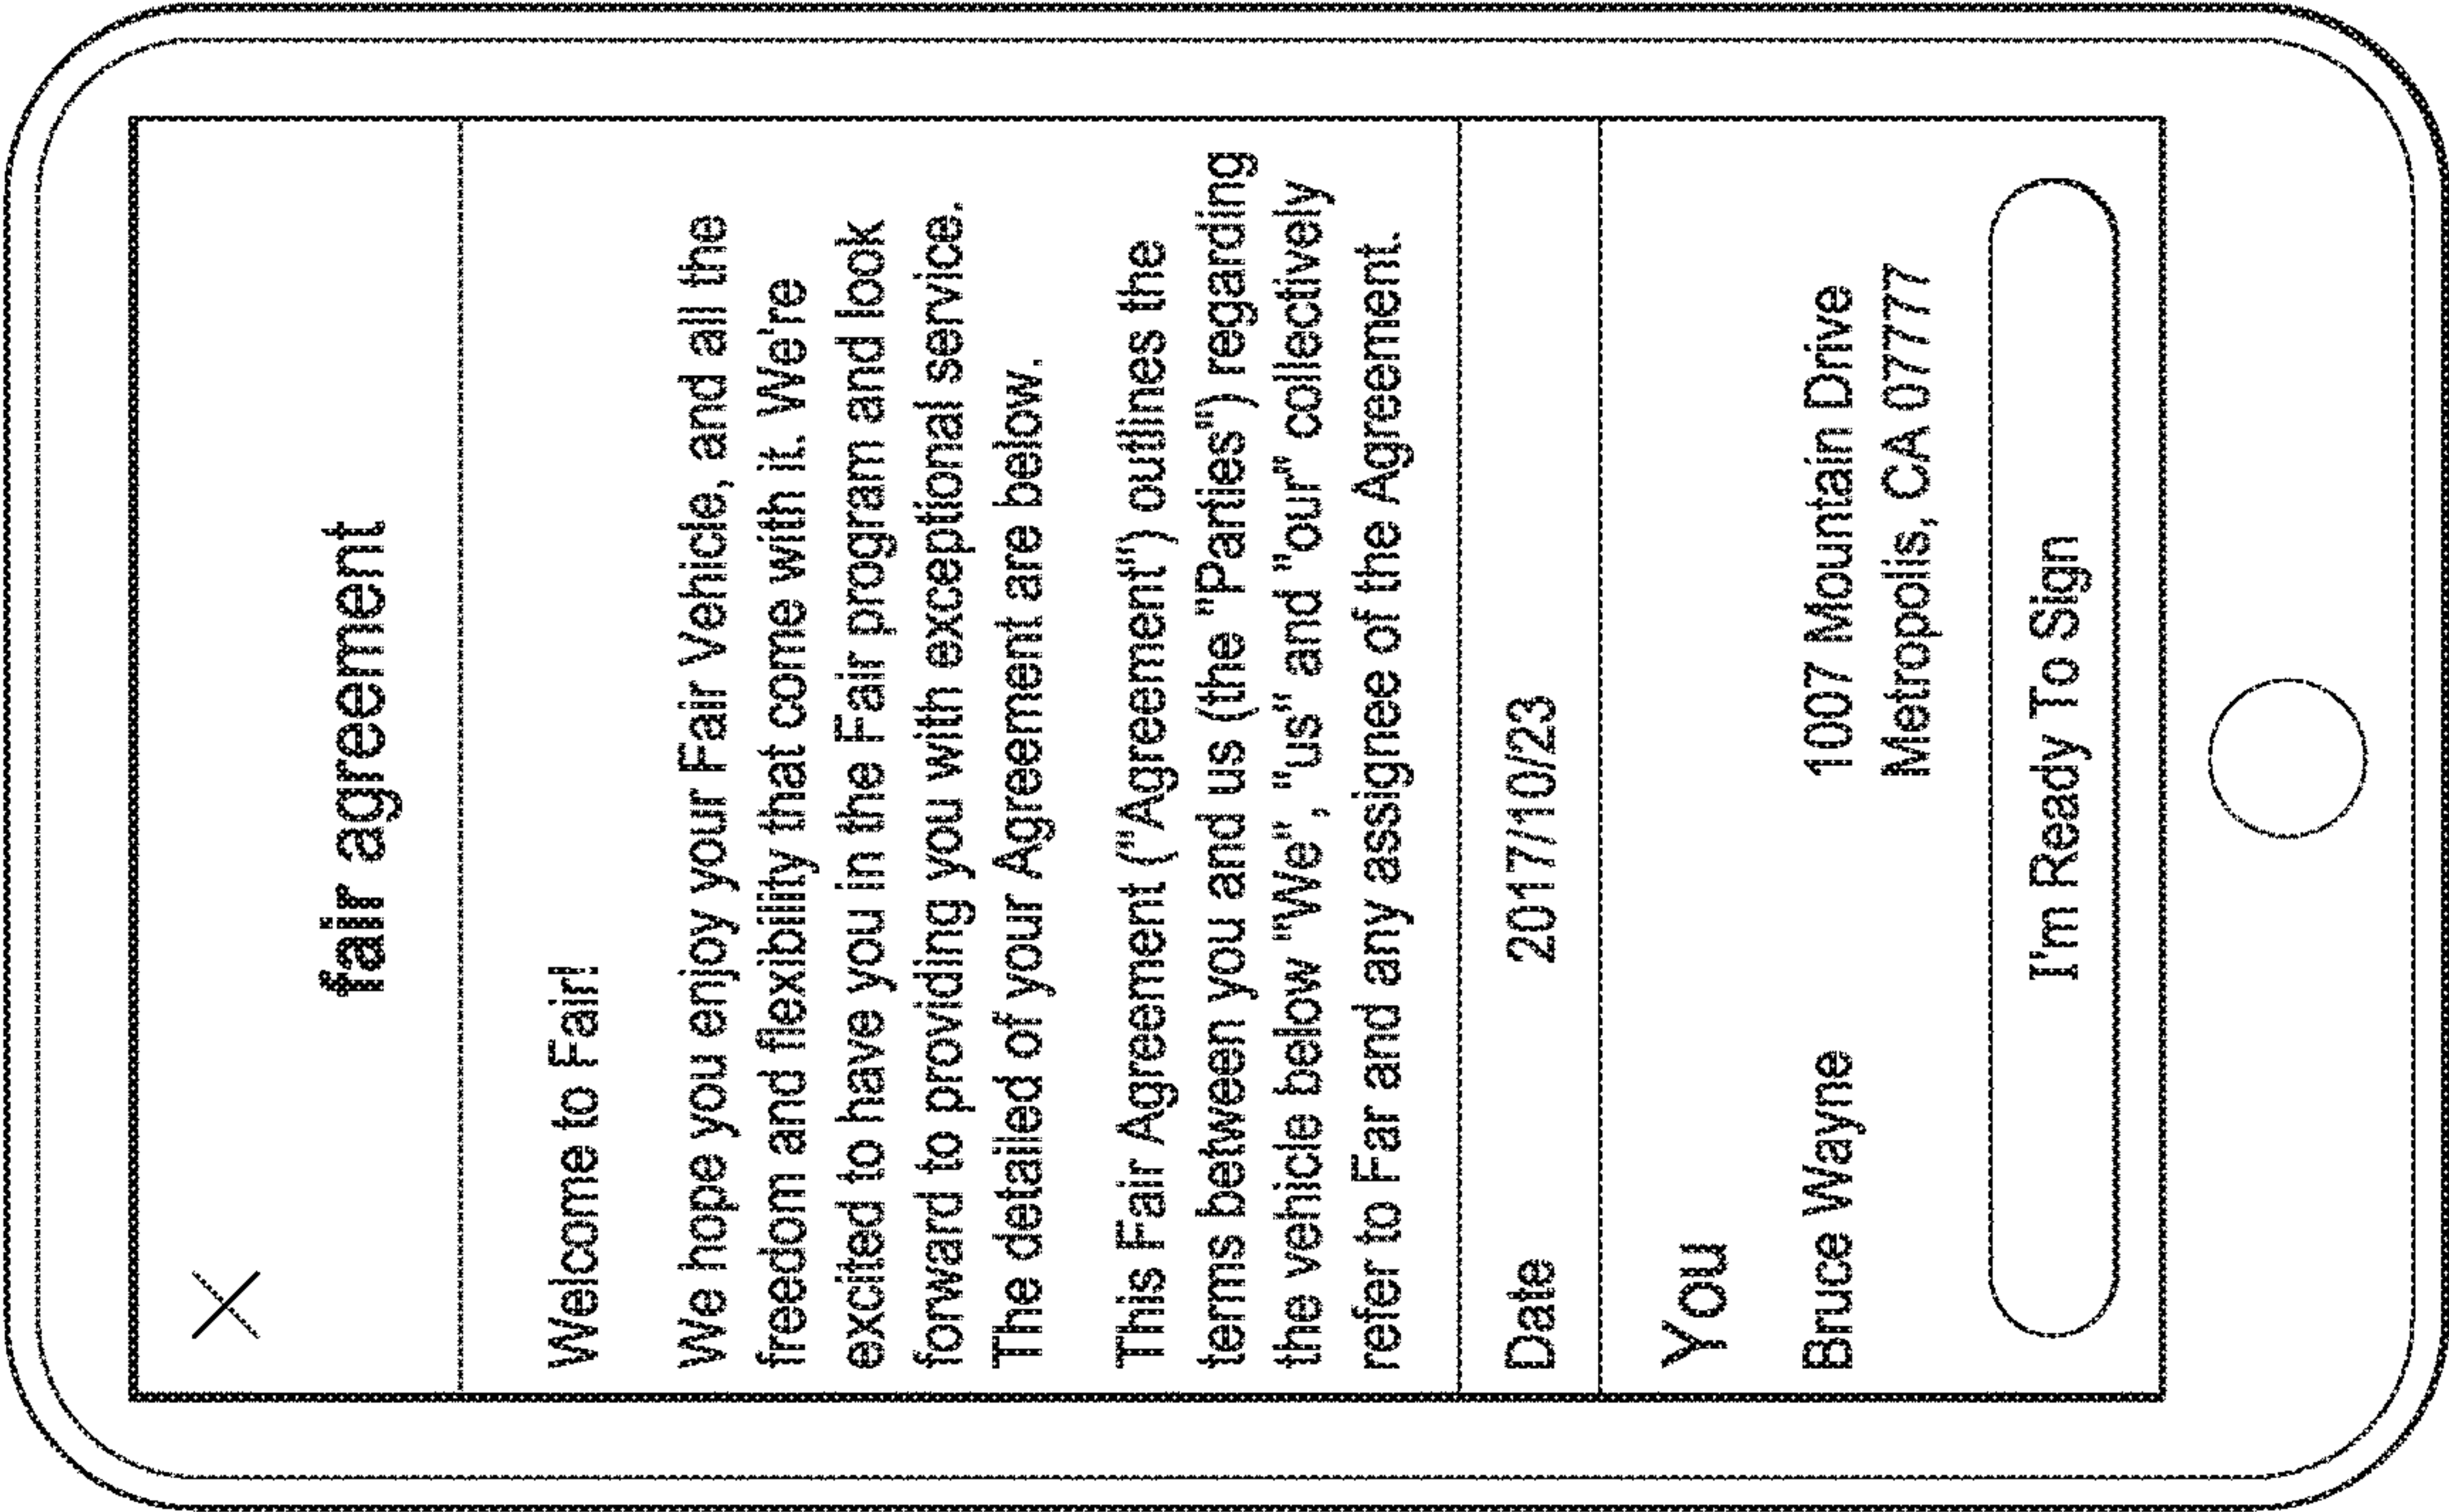 fair agreement
Welcome to Fair!
We hope you enjoy your Fair Vehicle, and all the
freedom and flexibility that come with it. We're
excited to have you in the Fair program and look
forward to providing you with exceptional service.
The detailed of your Agreement are below.
This Fair Agreement ("Agreement") outlines the
terms between you and us (the "Parties") regarding
the vehicle below "We", "us" and "our" collectively
refer to Far and any assignee of the Agreement.
Date 2017/10/23
You
Bruce Wayne 1007 Mountain Drive
Metropolis, CA 07777
I'm Ready To Sign